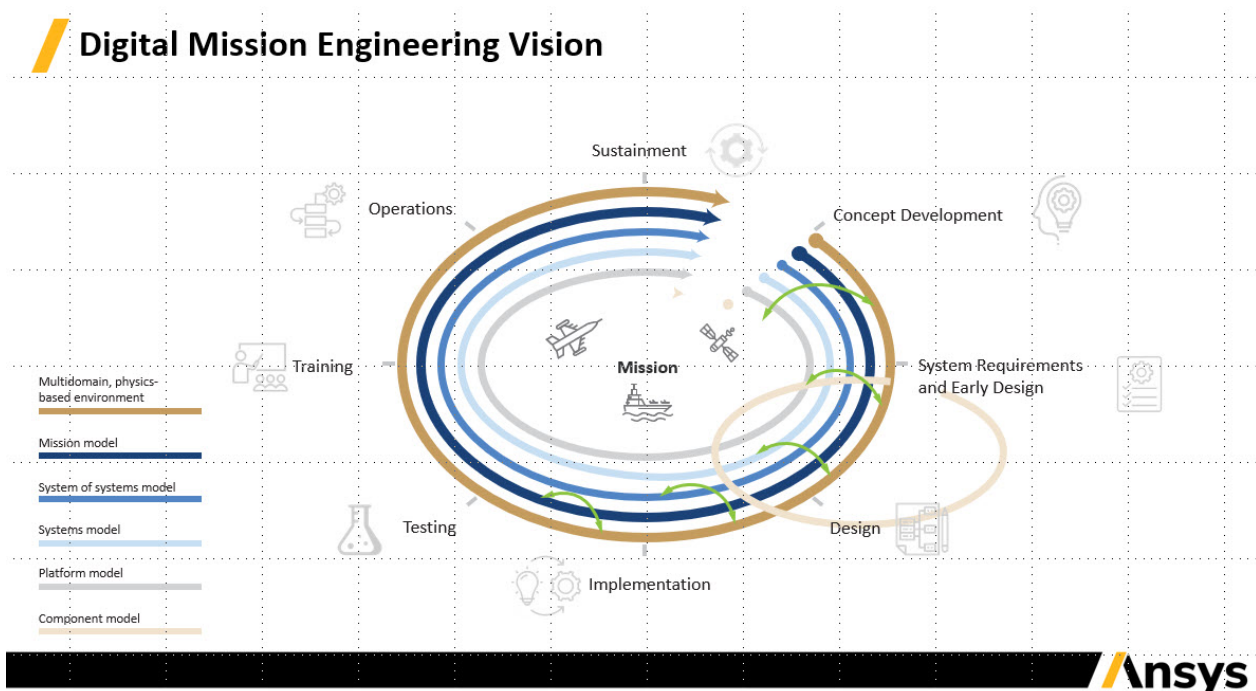 Digital Mission Engineering Vision
Sustainment
Operations
Concept Development
Training
Mission
System Requirements
and Early Design
Multidomain, physics-
based environment
Mission model
System of systems model
Systems model
Platform model
Component model
Testing
Design
Implementation
Ansys